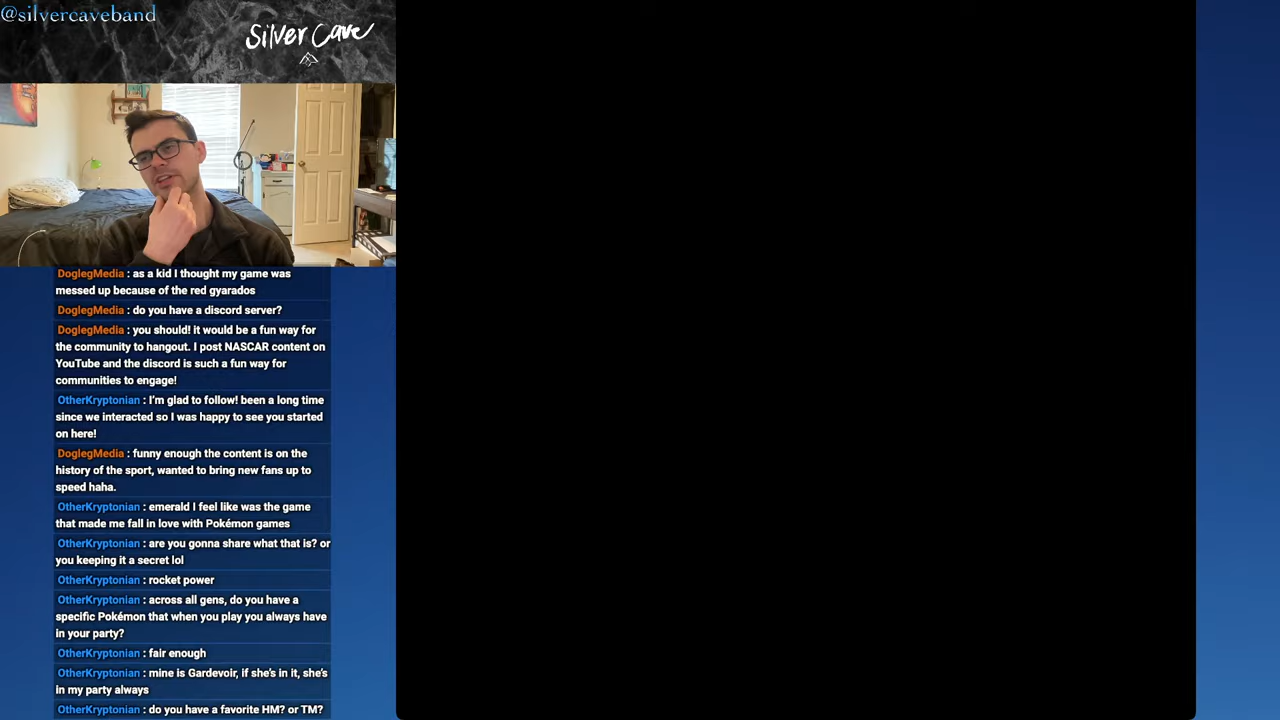 @silvercaveband
Silver Cave
DoglegMedia : as a kid I thought my game was
messed up because of the red gyarados
DoglegMedia : do you have a discord server?
DoglegMedia : you should! it would be a fun way for
the community to hangout. I post NASCAR content on
YouTube and the discord is such a fun way for
communities to engage!
OtherKryptonian : I'm glad to follow! been a long time
since we interacted so I was happy to see you started
on here!
DoglegMedia : funny enough the content is on the
history of the sport, wanted to bring new fans up to
speed haha.
OtherKryptonian : emerald I feel like was the game
that made me fall in love with Pokémon games
OtherKryptonian : are you gonna share what that is? or
you keeping it a secret lol
OtherKryptonian : rocket power
OtherKryptonian : across all gens, do you have a
specific Pokémon that when you play you always have
in your party?
OtherKryptonian : fair enough
OtherKryptonian : mine is Gardevoir, if she's in it, she's
in my party always
OtherKryptonian : do you have a favorite HM? or TM?